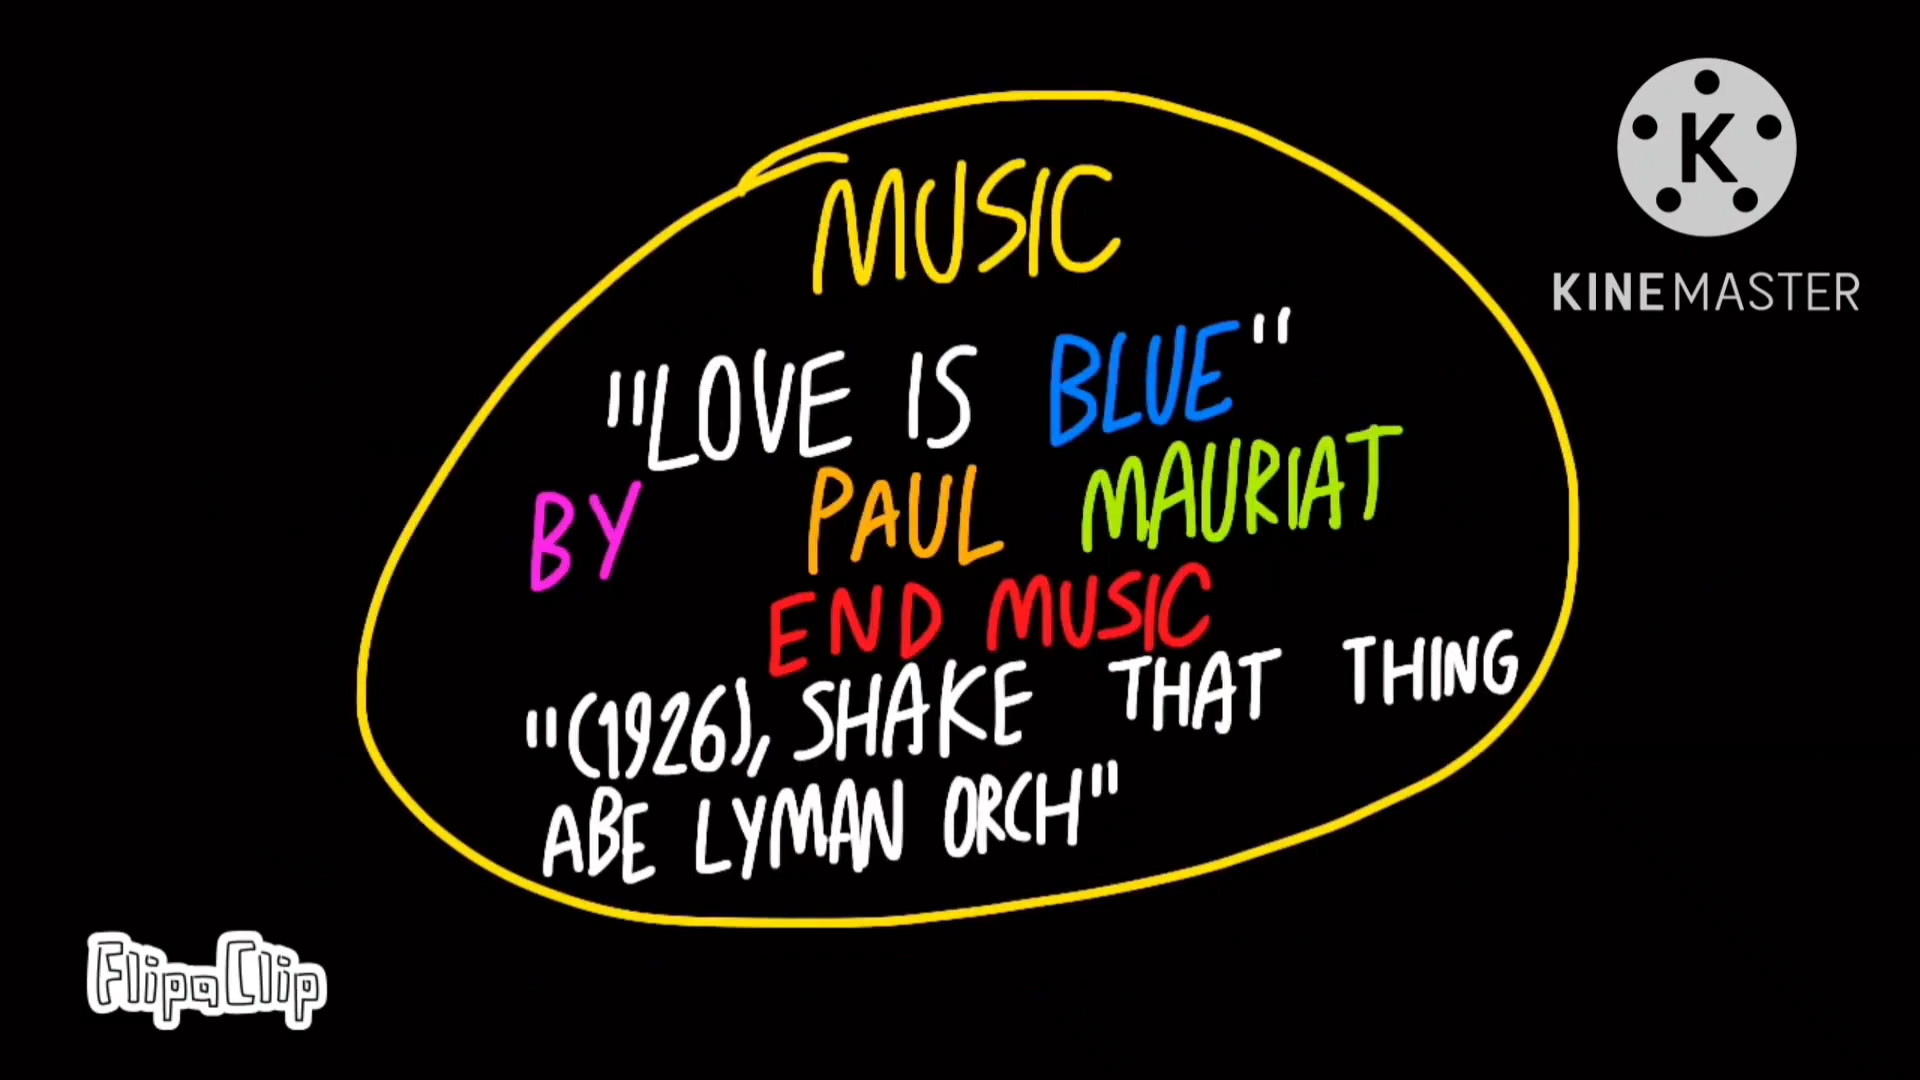 MUSIC
"LOVE IS BLUE"
BY PAUL MAURIAT
END MUSIC
"(1926), SHAKE THAT THING
ABE LYMAN ORCH"
K
KINEMASTER
FlipaClip